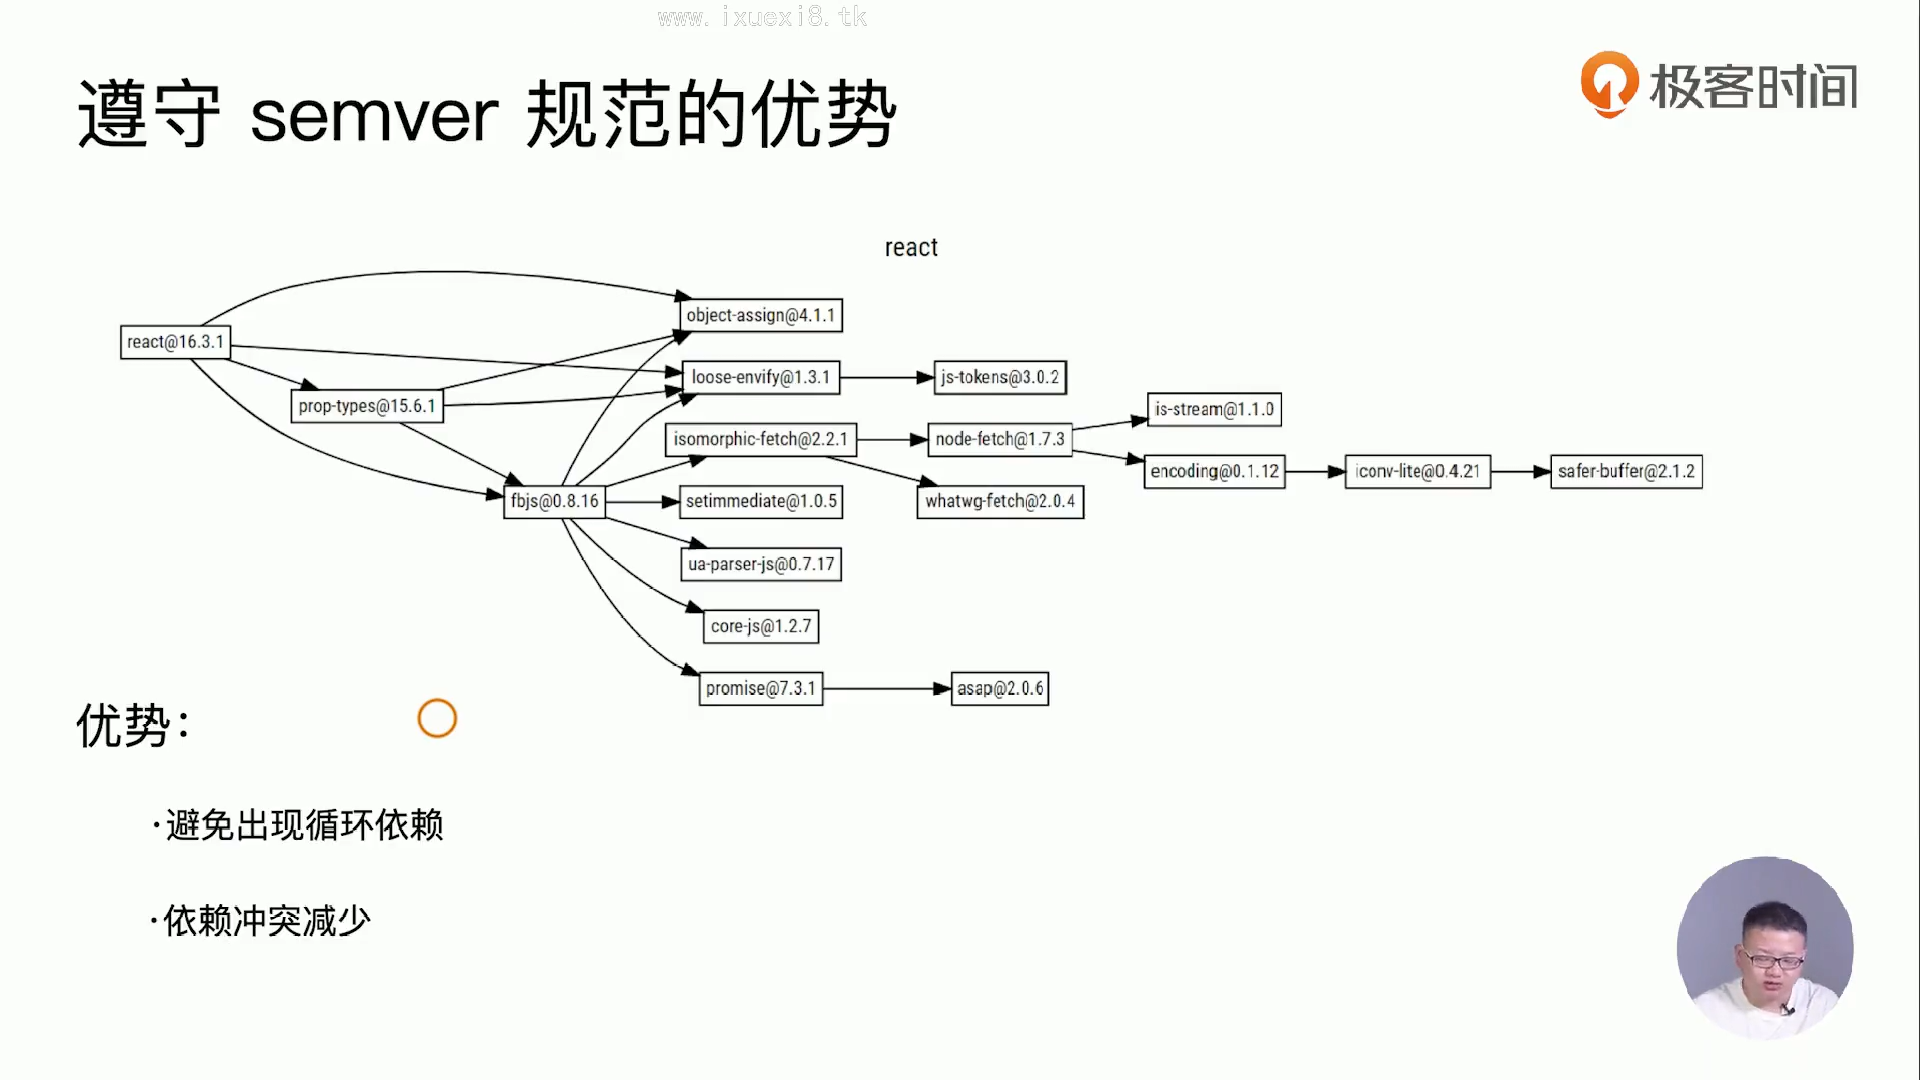 www.ixuexi8.tk
遵守 semver 规范的优势
极客时间
react
object-assign@4.1.1
react@16.3.1
loose-envify@1.3.1
js-tokens@3.0.2
prop-types@15.6.1
is-stream@1.1.0
isomorphic-fetch@2.2.1
node-fetch@1.7.3
encoding@0.1.12
iconv-lite@0.4.21
safer-buffer@2.1.2
fbjs@0.8.16
setimmediate@1.0.5
whatwg-fetch@2.0.4
ua-parser-js@0.7.17
core-js@1.2.7
promise@7.3.1
asap@2.0.6
优势：
·避免出现循环依赖
·依赖冲突减少